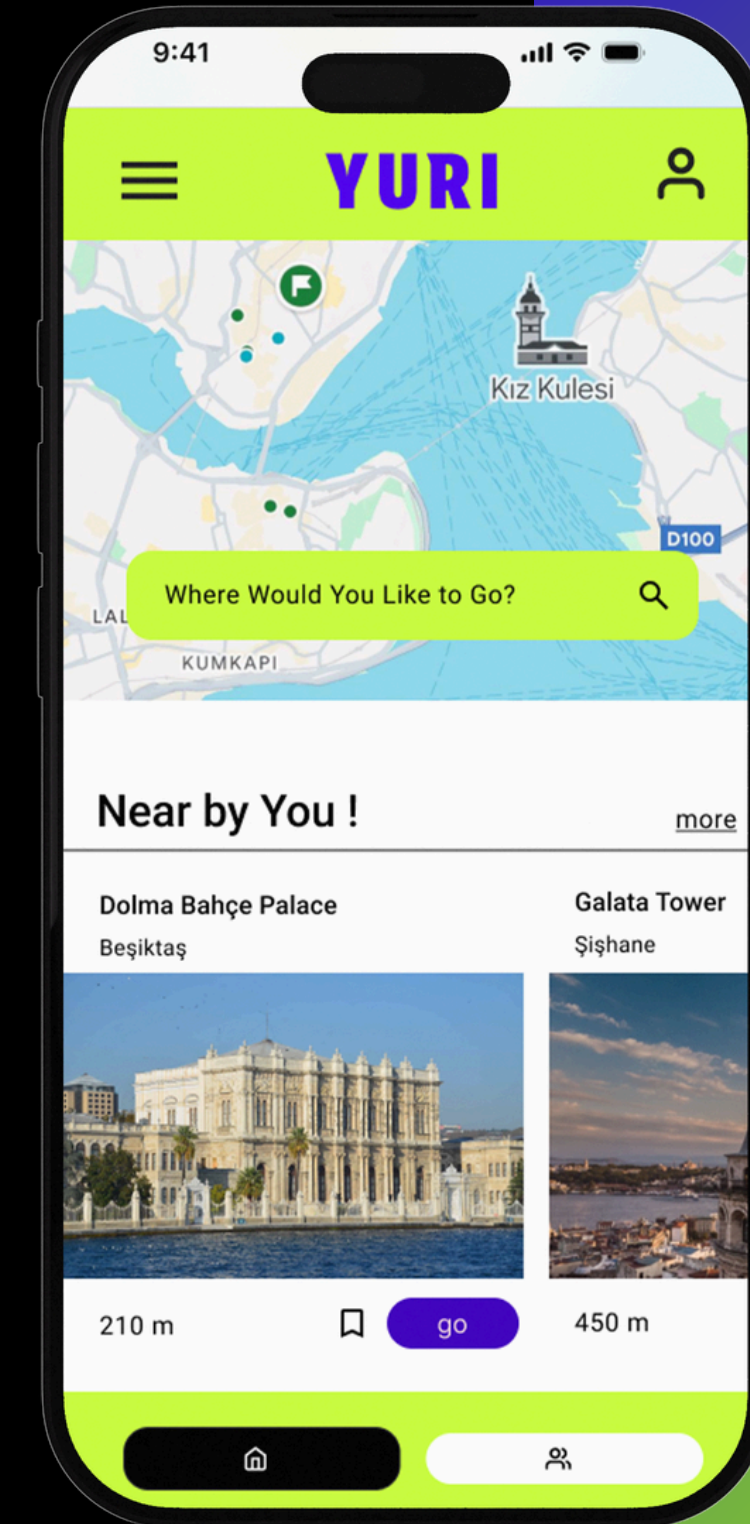 9:41
YURI
Kız Kulesi
D100
Where Would You Like to Go?
LAL
KUMKAPI
Near by You !
more
Dolma Bahçe Palace
Galata Tower
Beşiktaş
Şişhane
210 m
go
450 m